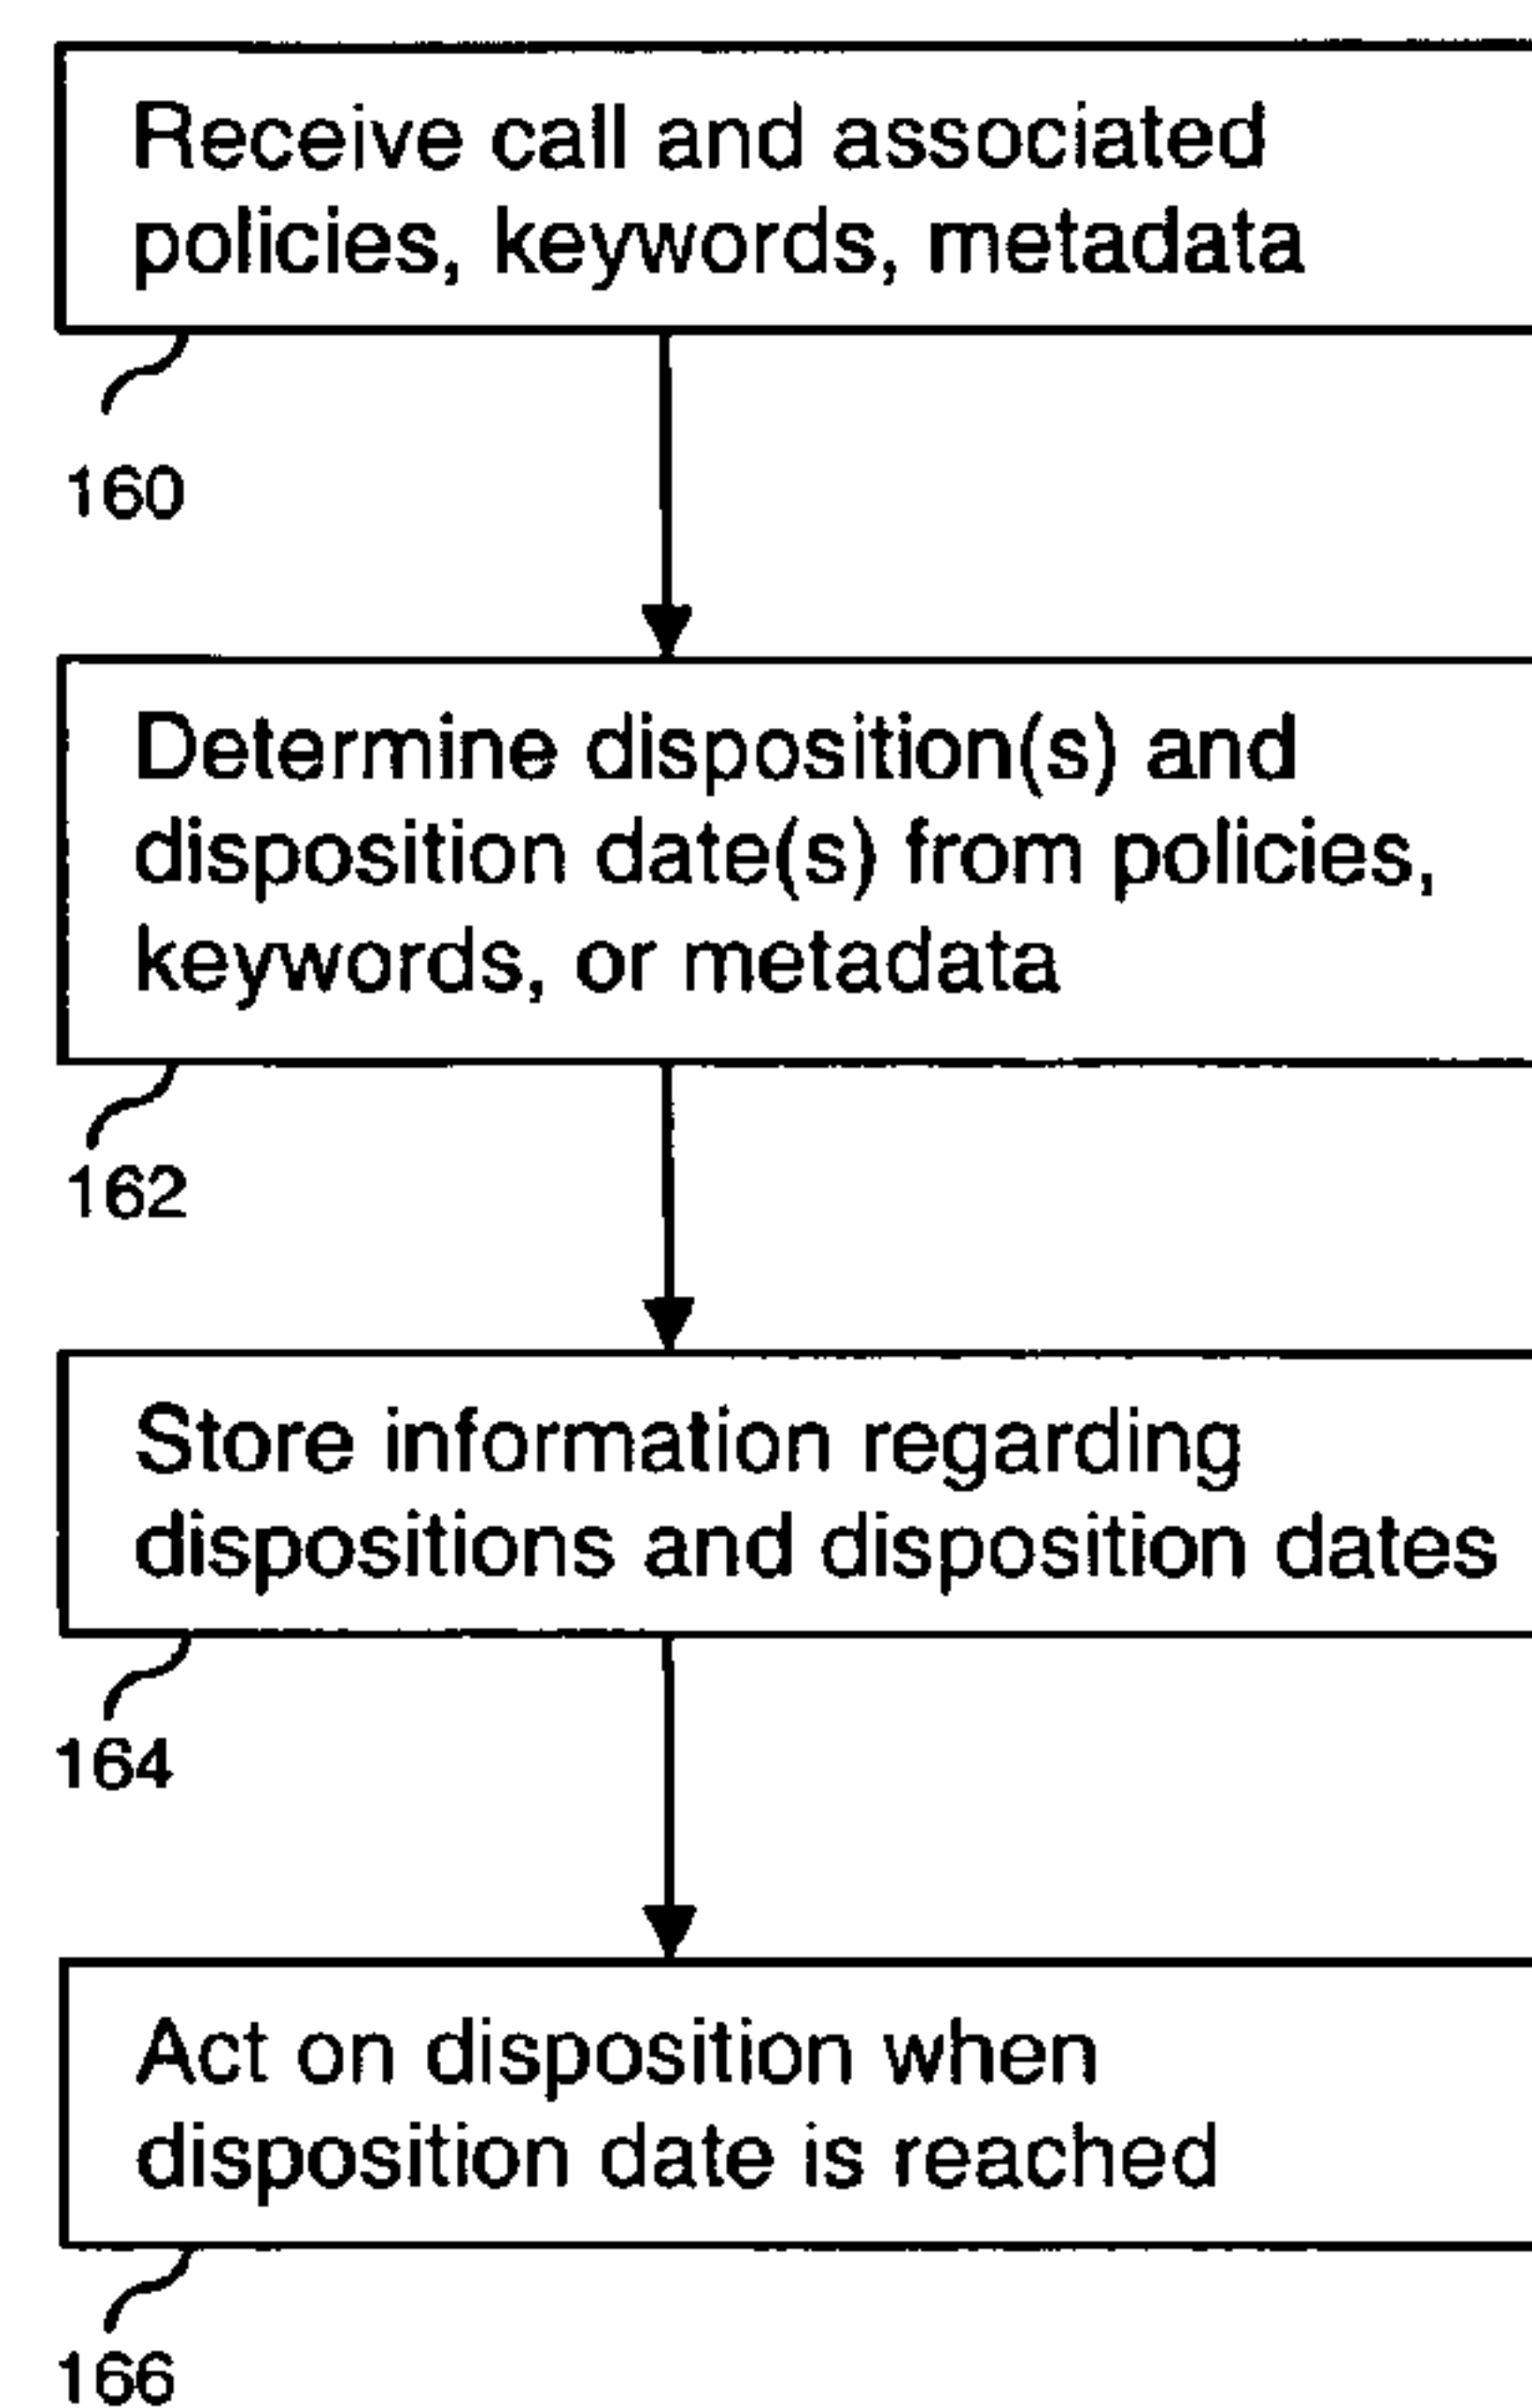 Receive call and associated
policies, keywords, metadata
160
Determine disposition(s) and
disposition date(s) from policies,
keywords, or metadata
162
Store information regarding
dispositions and disposition dates
164
Act on disposition when
disposition date is reached
166